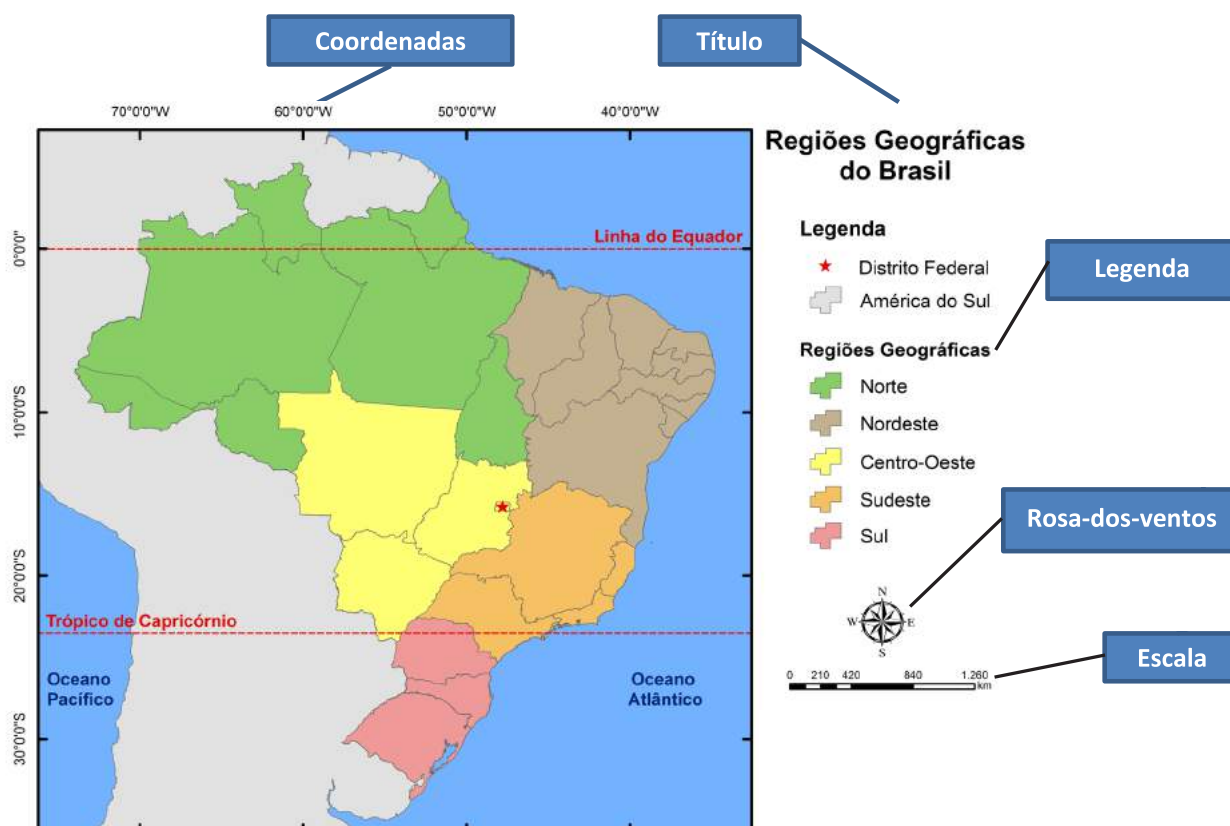 Coordenadas
Título
70°0'0"W
60°0'0"W
50°0'0"W
40°0'0"W
Regiões Geográficas
do Brasil
Legenda
Distrito Federal
América do Sul
Legenda
Regiões Geográficas
Norte
Nordeste
Centro-Oeste
Sudeste
Sul
Rosa-dos-ventos
N
W
E
S
Escala
0 210 420 840 1.260
km
0°0'0"
10°0'0"S
20°0'0"S
30°0'0"S
Linha do Equador
Trópico de Capricórnio
Oceano
Pacífico
Oceano
Atlântico